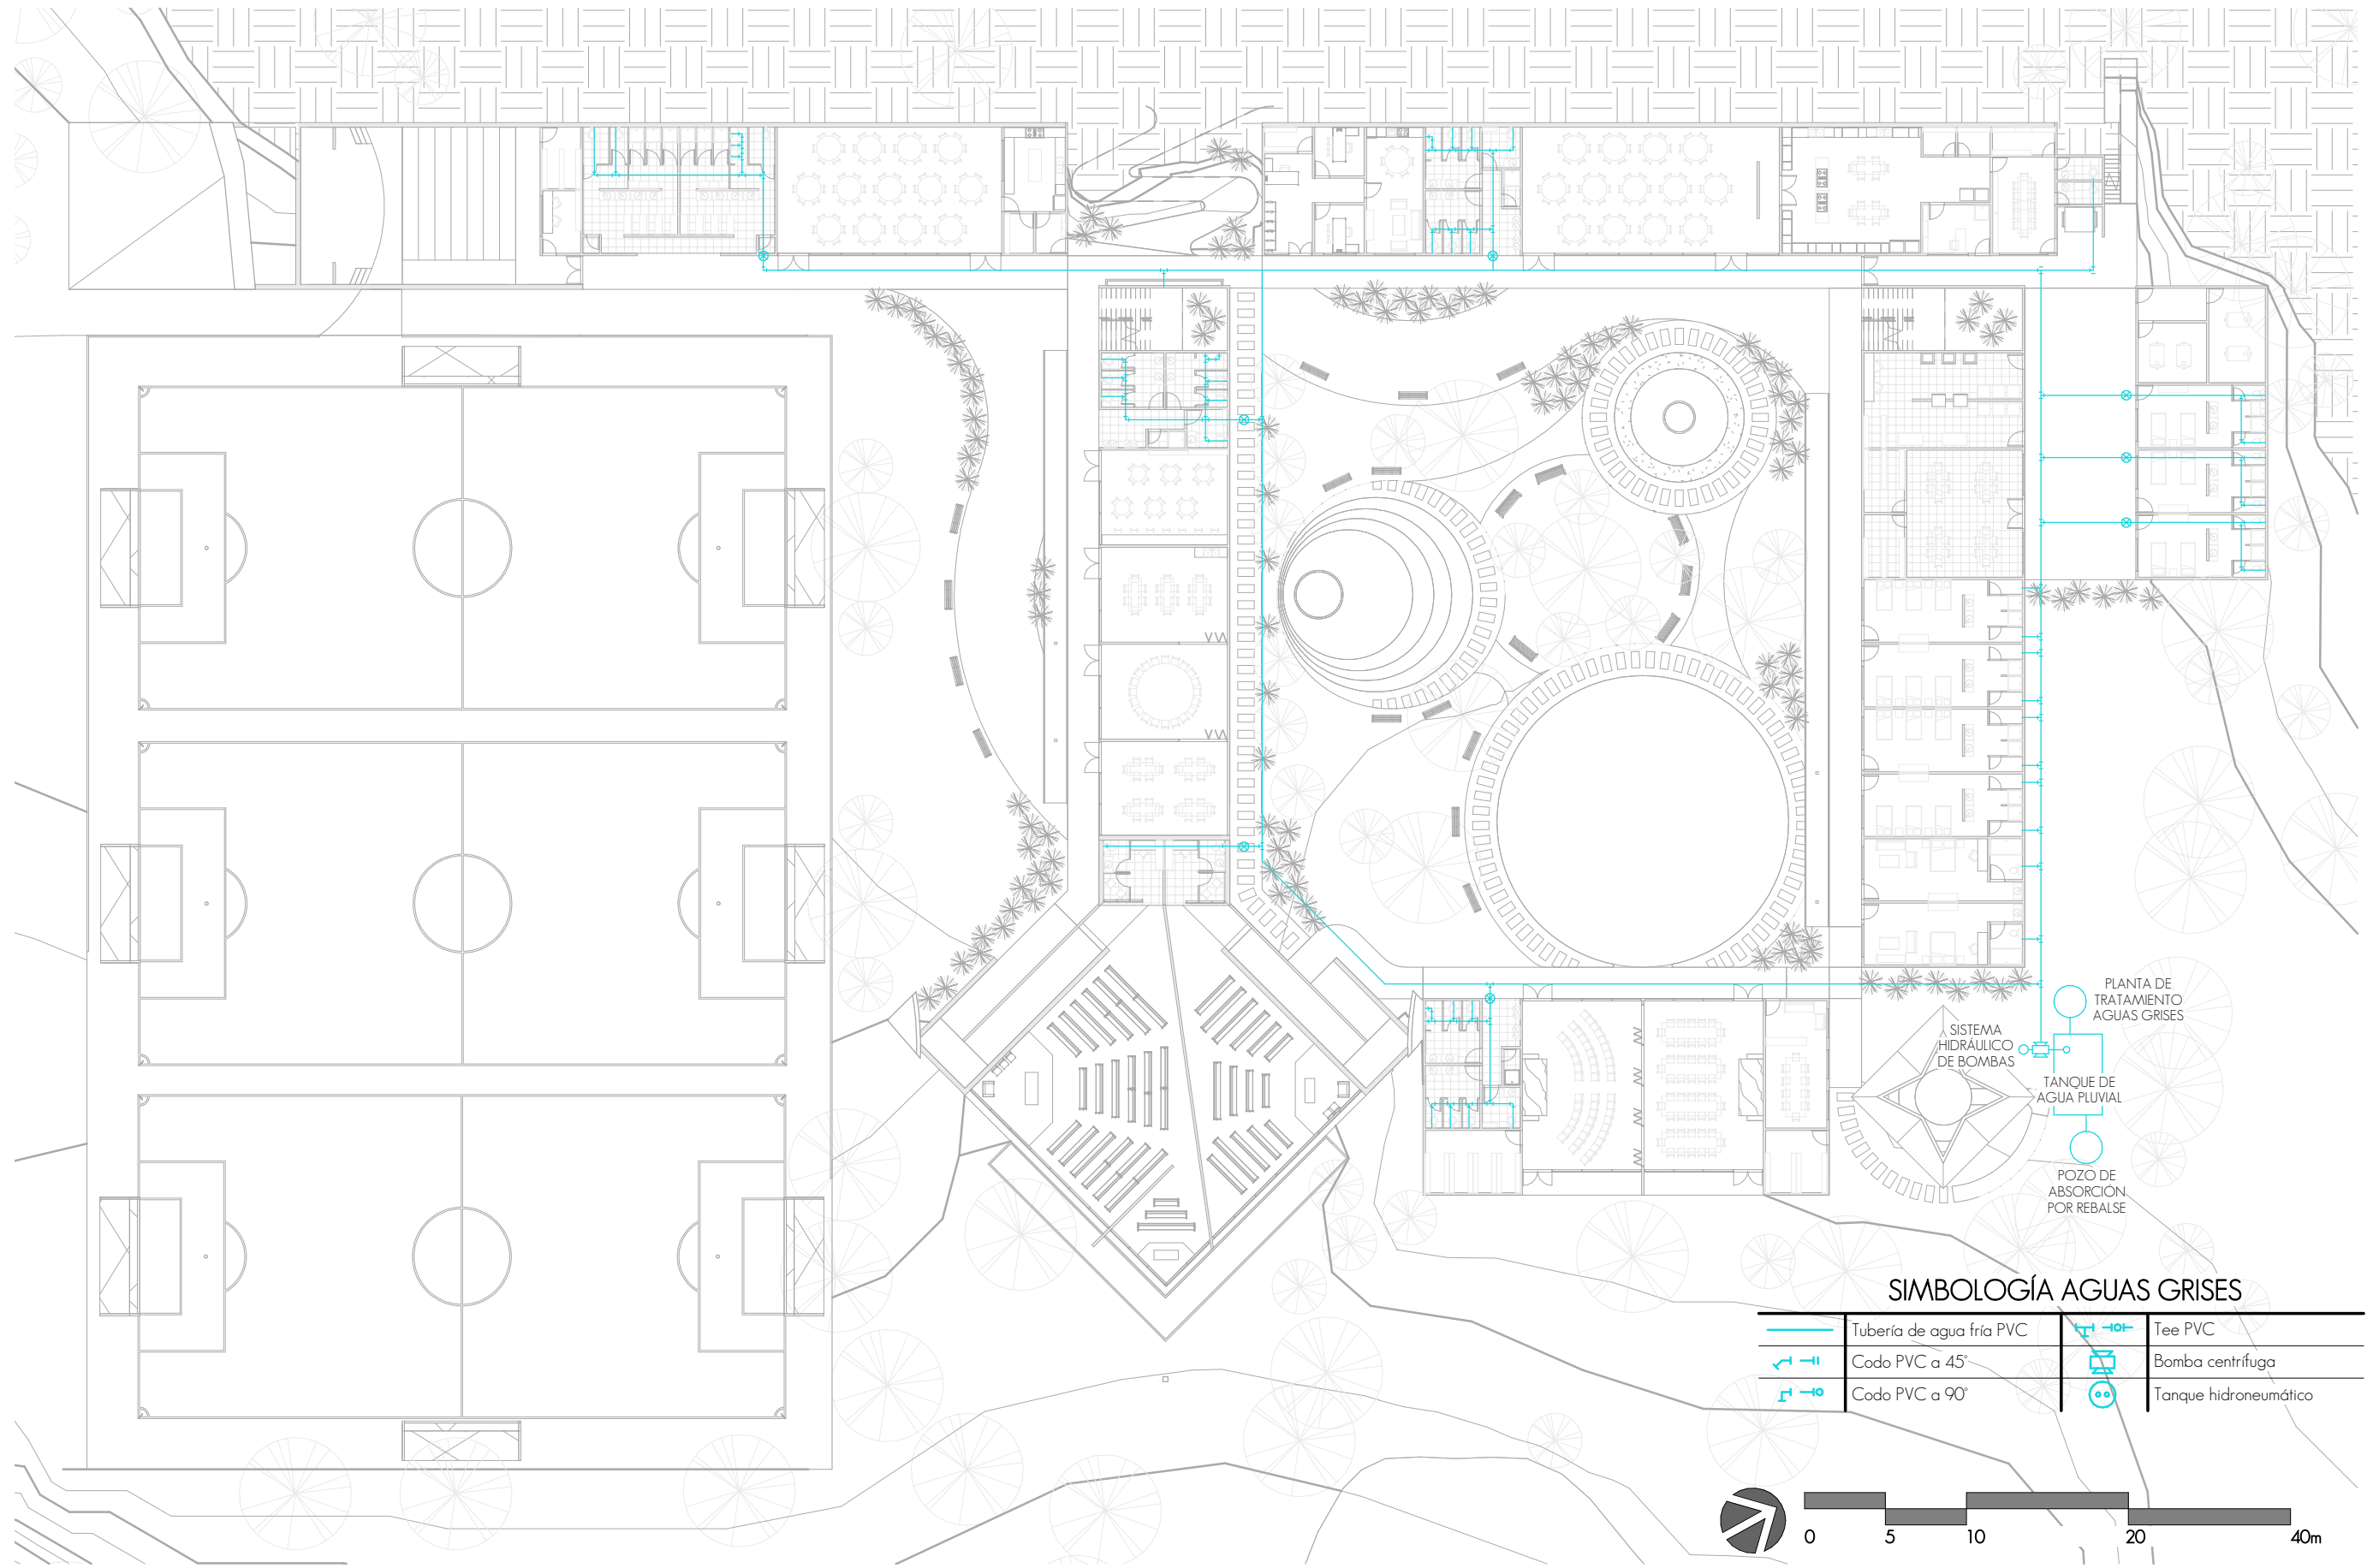 PLANTA DE
TRATAMIENTO
AGUAS GRISES
SISTEMA
HIDRÁULICO
DE BOMBAS
TANQUE DE
AGUA PLUVIAL
POZO DE
ABSORCIÓN
POR REBALSE
SIMBOLOGÍA AGUAS GRISES
Tubería de agua fría PVC
Tee PVC
Codo PVC a 45°
Bomba centrífuga
Codo PVC a 90°
Tanque hidroneumático
0 5 10 20 40m